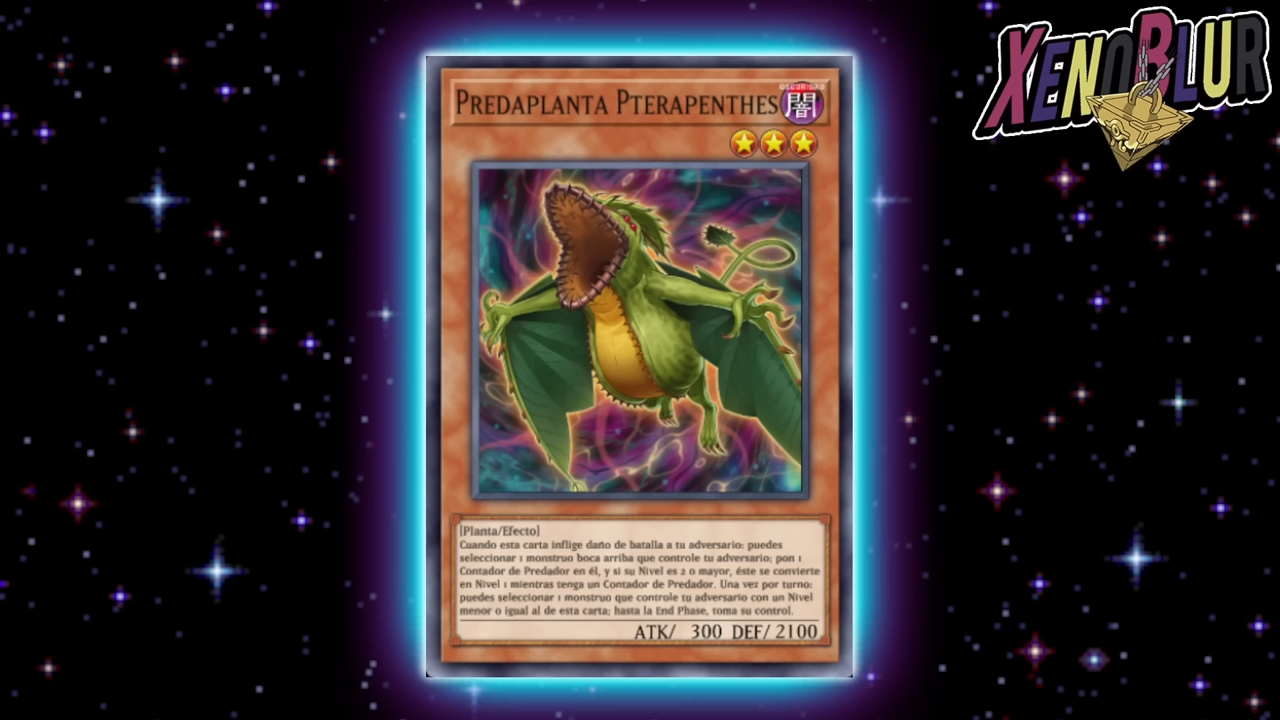 XENOBLUR
PREDAPLANTA PTERAPENTHES
OSCURIDAD
闇
[Planta/Efecto]
Cuando esta carta inflige daño de batalla a tu adversario: puedes
seleccionar 1 monstruo boca arriba que controle tu adversario; pon 1
Contador de Predador en él, y si su Nivel es 2 o mayor, éste se convierte
en Nivel 1 mientras tenga un Contador de Predador. Una vez por turno:
puedes seleccionar 1 monstruo que controle tu adversario con un Nivel
menor o igual al de esta carta; hasta la End Phase, toma su control.
ATK/ 300 DEF/ 2100